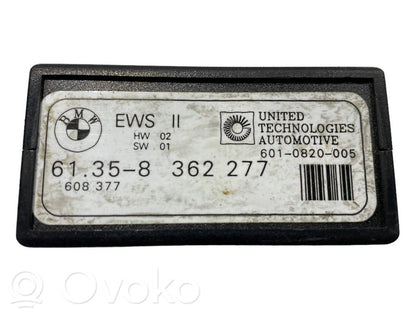 BMW
EWS II
HW 02
SW 01
UNITED
TECHNOLOGIES
AUTOMOTIVE
601-0820-005
61.35-8 362 277
608 377
Ovoko